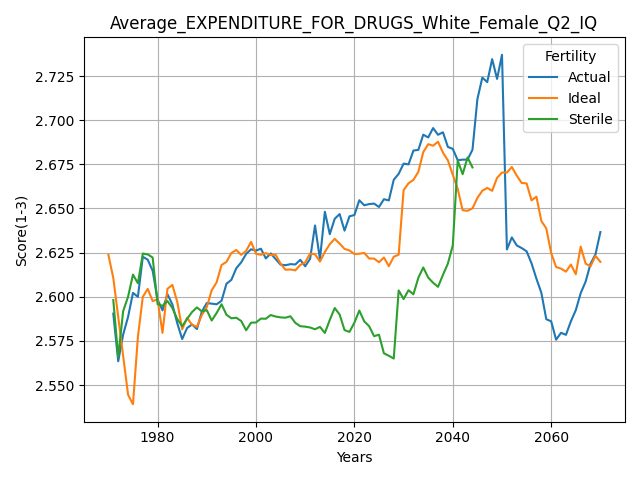 Average_EXPENDITURE_FOR_DRUGS_White_Female_Q2_IQ
Score(1-3)
2.725
2.700
2.675
2.650
2.625
2.600
2.575
2.550
Fertility
Actual
Ideal
Sterile
1980
2000
2020
2040
2060
Years